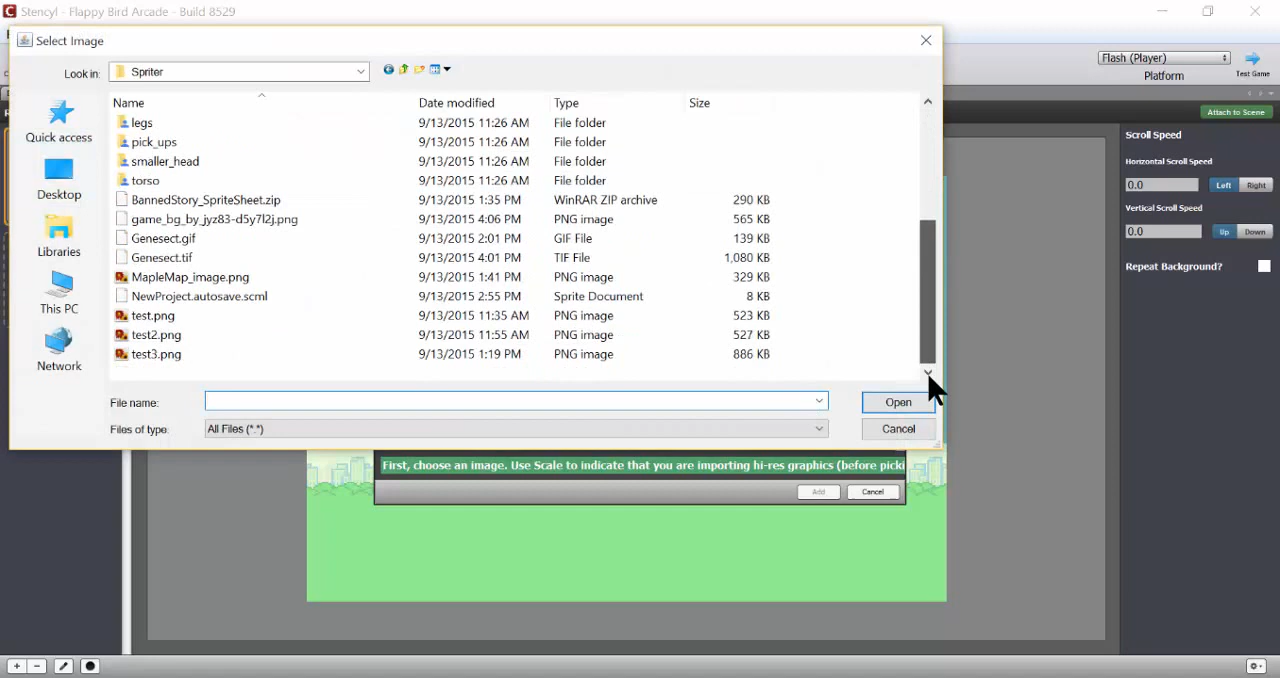 Stencyl - Flappy Bird Arcade - Build 8529
Select Image
Look in: Spriter
Flash (Player)
Platform
Test Game
Attach to Scene
Quick access
Desktop
Libraries
This PC
Network
Name Date modified Type Size
legs 9/13/2015 11:26 AM File folder
pick_ups 9/13/2015 11:26 AM File folder
smaller_head 9/13/2015 11:26 AM File folder
torso 9/13/2015 11:26 AM File folder
BannedStory_SpriteSheet.zip 9/13/2015 1:35 PM WinRAR ZIP archive 290 KB
game_bg_by_jyz83-d5y7l2j.png 9/13/2015 4:06 PM PNG image 565 KB
Genesect.gif 9/13/2015 2:01 PM GIF File 139 KB
Genesect.tif 9/13/2015 4:01 PM TIF File 1,080 KB
MapleMap_image.png 9/13/2015 1:41 PM PNG image 329 KB
NewProject.autosave.scml 9/13/2015 2:55 PM Sprite Document 8 KB
test.png 9/13/2015 11:35 AM PNG image 523 KB
test2.png 9/13/2015 11:55 AM PNG image 527 KB
test3.png 9/13/2015 1:19 PM PNG image 886 KB
File name: Open
Files of type: All Files (*.*) Cancel
Scroll Speed
Horizontal Scroll Speed
0.0 Left Right
Vertical Scroll Speed
0.0 Up Down
Repeat Background?
First, choose an image. Use Scale to indicate that you are importing hi-res graphics (before picki
Add Cancel